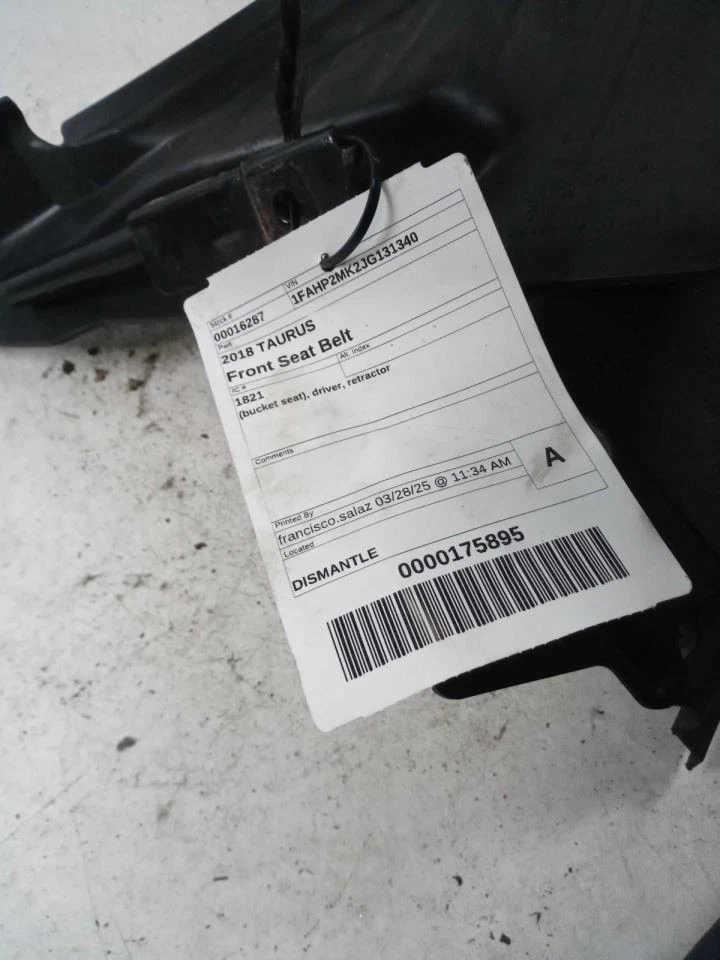 Stock #
VIN
00016287
1FAHP2MK2JG131340
Part
2018 TAURUS
Front Seat Belt
IC #
Alt. Index
1821
(bucket seat), driver, retractor
Comments
Printed By
francisco.salaz 03/28/25 @ 11:34 AM
A
Located
DISMANTLE
0000175895